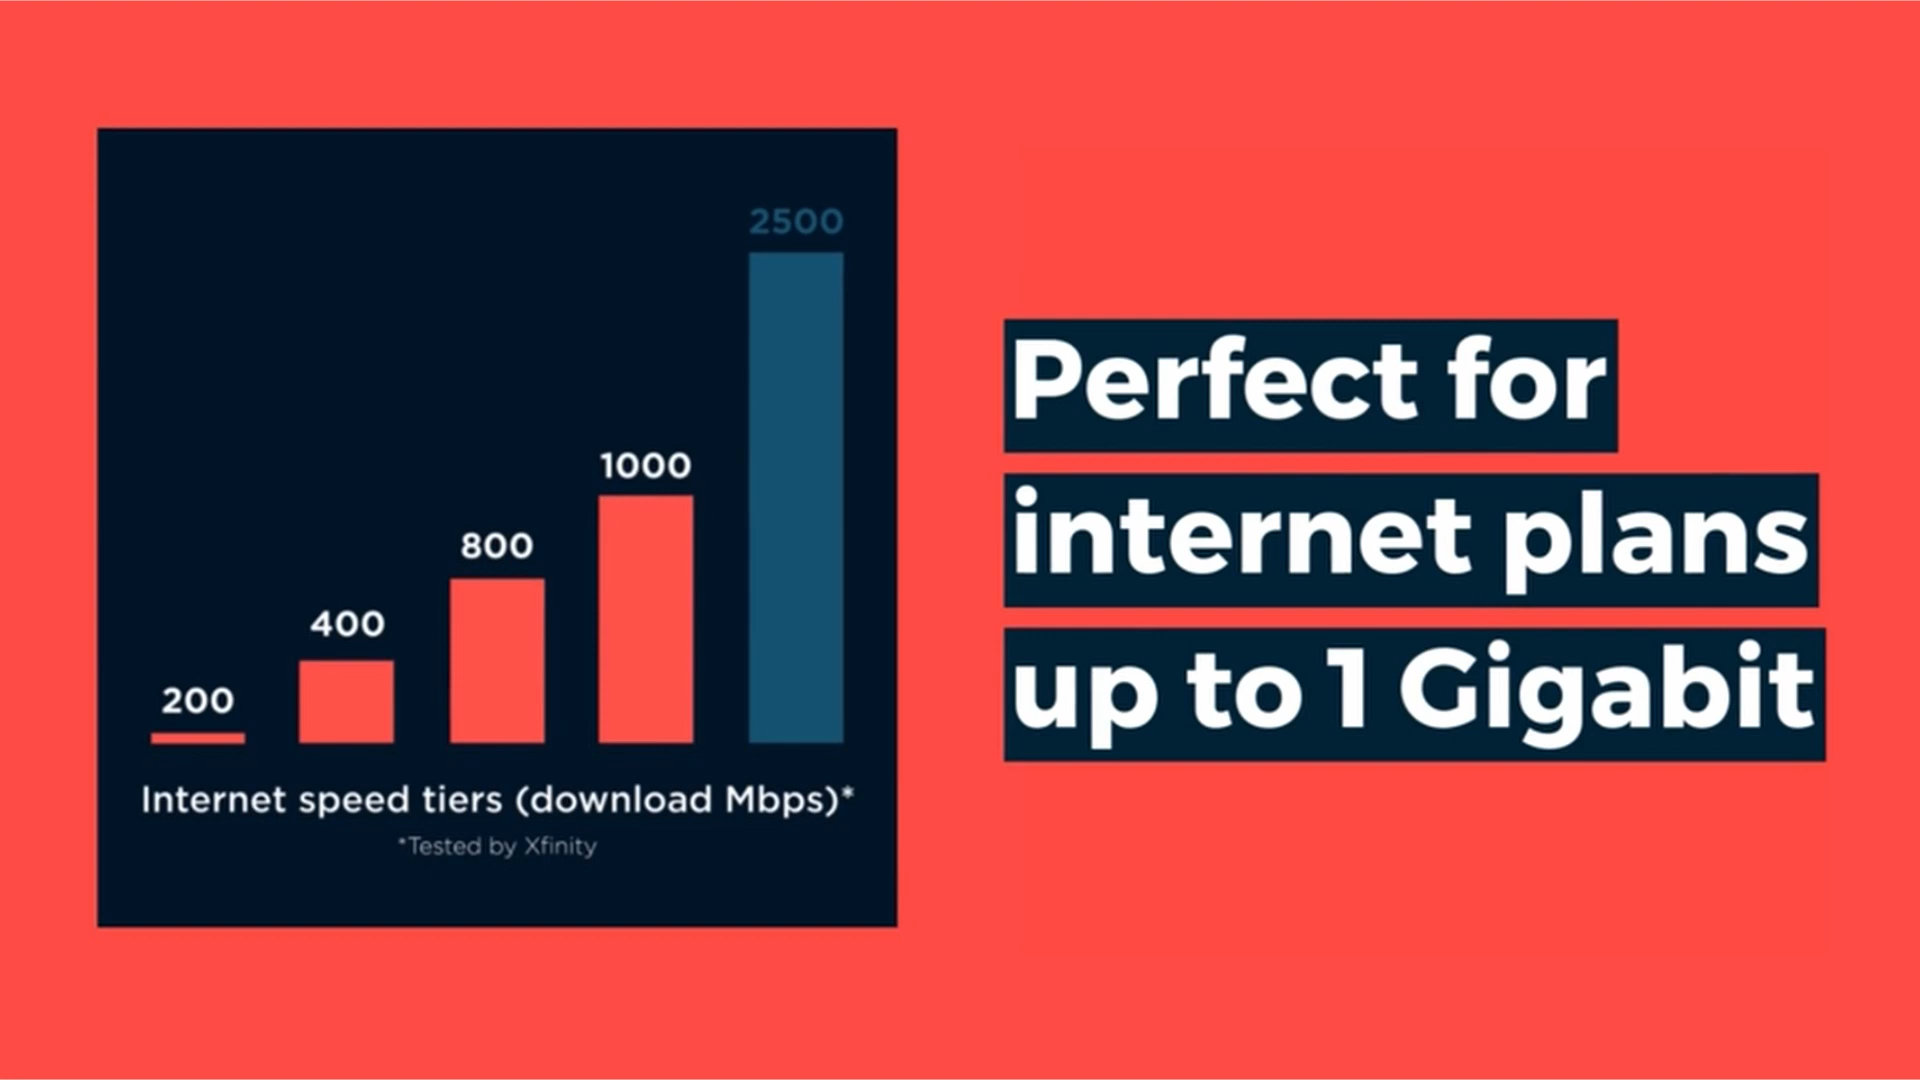 2500
1000
800
400
200
Internet speed tiers (download Mbps)*
*Tested by Xfinity
Perfect for
internet plans
up to 1 Gigabit